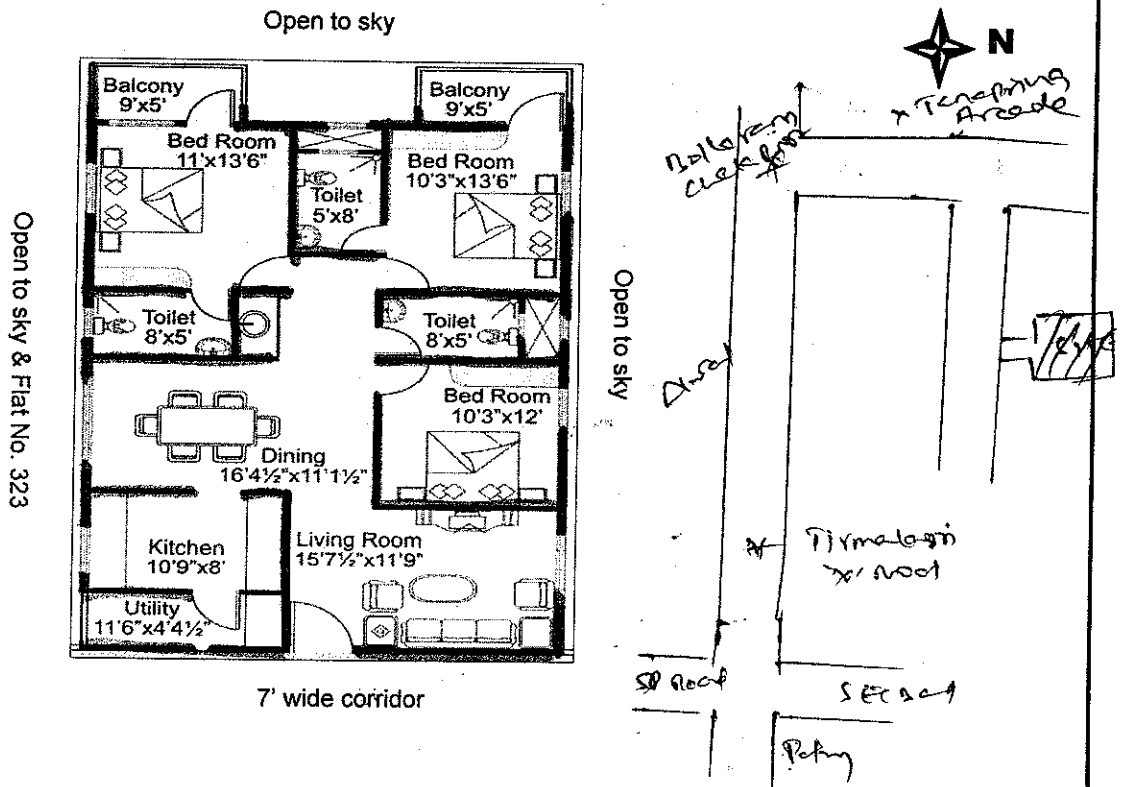 Open to sky
Balcony
9'x5'
Balcony
9'x5'
Bed Room
11'x13'6"
Bed Room
10'3"x13'6"
Toilet
5'x8'
Toilet
8'x5'
Toilet
8'x5'
Bed Room
10'3"x12'
Dining
16'4½"x11'1½"
Kitchen
10'9"x8'
Living Room
15'7½"x11'9"
Utility
11'6"x4'4½"
7' wide corridor
Open to sky & Flat No. 323
Open to sky
N
Arcade
SP Road